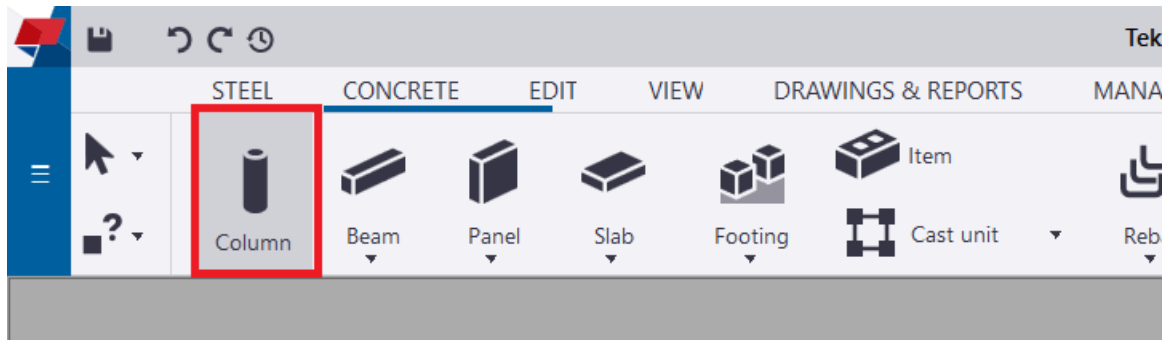 Tek
STEEL CONCRETE EDIT VIEW DRAWINGS & REPORTS MANA
Item
? Column Beam Panel Slab Footing Cast unit Reb